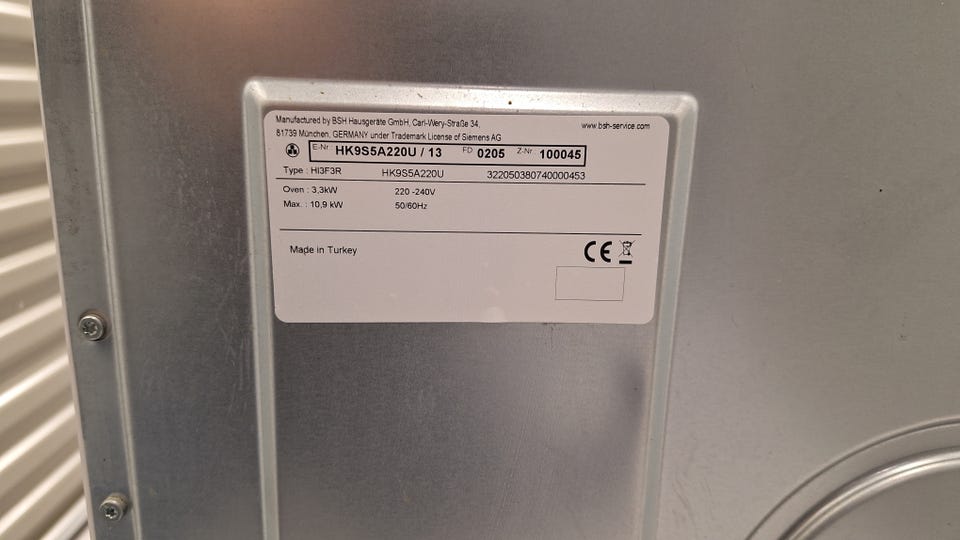 Manufactured by BSH Hausgeräte GmbH, Carl-Wery-Straße 34, www.bsh-service.com
81739 München, GERMANY under Trademark License of Siemens AG
E-Nr. HK9S5A220U / 13 FD 0205 Z-Nr. 100045
Type : HI3F3R HK9S5A220U 322050380740000453
Oven : 3,3kW 220 -240V
Max. : 10,9 kW 50/60Hz
Made in Turkey CE